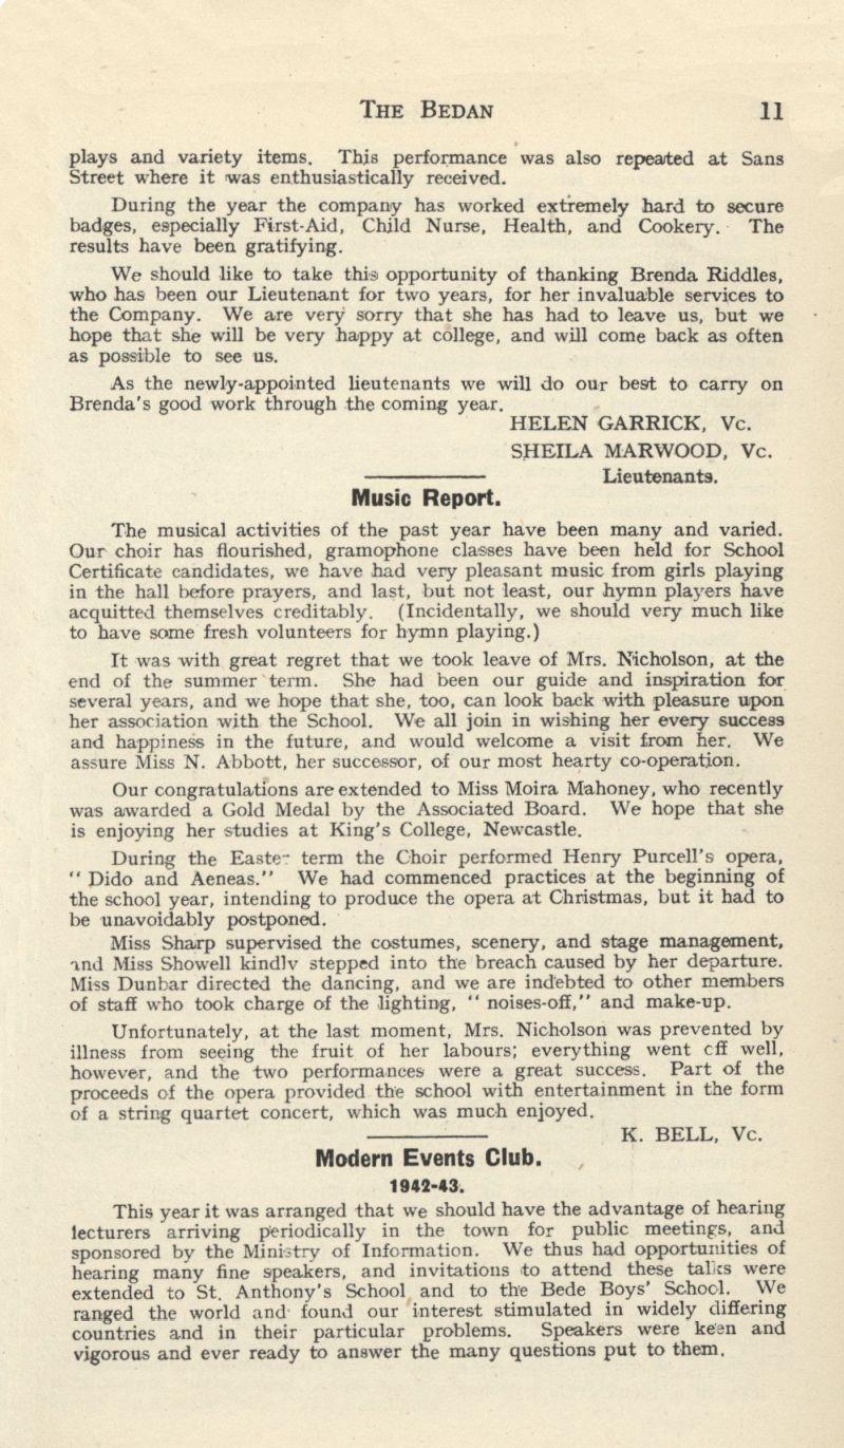 THE BEDAN 11
plays and variety items. This performance was also repeated at Sans
Street where it was enthusiastically received.
During the year the company has worked extremely hard to secure
badges, especially First-Aid, Child Nurse, Health, and Cookery. The
results have been gratifying.
We should like to take this opportunity of thanking Brenda Riddles,
who has been our Lieutenant for two years, for her invaluable services to
the Company. We are very sorry that she has had to leave us, but we
hope that she will be very happy at college, and will come back as often
as possible to see us.
As the newly-appointed lieutenants we will do our best to carry on
Brenda's good work through the coming year.
HELEN GARRICK, Vc.
SHEILA MARWOOD, Vc.
Lieutenants.
Music Report.
The musical activities of the past year have been many and varied.
Our choir has flourished, gramophone classes have been held for School
Certificate candidates, we have had very pleasant music from girls playing
in the hall before prayers, and last, but not least, our hymn players have
acquitted themselves creditably. (Incidentally, we should very much like
to have some fresh volunteers for hymn playing.)
It was with great regret that we took leave of Mrs. Nicholson, at the
end of the summer term. She had been our guide and inspiration for
several years, and we hope that she, too, can look back with pleasure upon
her association with the School. We all join in wishing her every success
and happiness in the future, and would welcome a visit from her. We
assure Miss N. Abbott, her successor, of our most hearty co-operation.
Our congratulations are extended to Miss Moira Mahoney, who recently
was awarded a Gold Medal by the Associated Board. We hope that she
is enjoying her studies at King's College, Newcastle.
During the Easter term the Choir performed Henry Purcell's opera,
" Dido and Aeneas." We had commenced practices at the beginning of
the school year, intending to produce the opera at Christmas, but it had to
be unavoidably postponed.
Miss Sharp supervised the costumes, scenery, and stage management,
and Miss Showell kindly stepped into the breach caused by her departure.
Miss Dunbar directed the dancing, and we are indebted to other members
of staff who took charge of the lighting, " noises-off," and make-up.
Unfortunately, at the last moment, Mrs. Nicholson was prevented by
illness from seeing the fruit of her labours; everything went off well,
however, and the two performances were a great success. Part of the
proceeds of the opera provided the school with entertainment in the form
of a string quartet concert, which was much enjoyed.
K. BELL, Vc.
Modern Events Club.
1942-43.
This year it was arranged that we should have the advantage of hearing
lecturers arriving periodically in the town for public meetings, and
sponsored by the Ministry of Information. We thus had opportunities of
hearing many fine speakers, and invitations to attend these talks were
extended to St. Anthony's School and to the Bede Boys' School. We
ranged the world and found our interest stimulated in widely differing
countries and in their particular problems. Speakers were keen and
vigorous and ever ready to answer the many questions put to them.